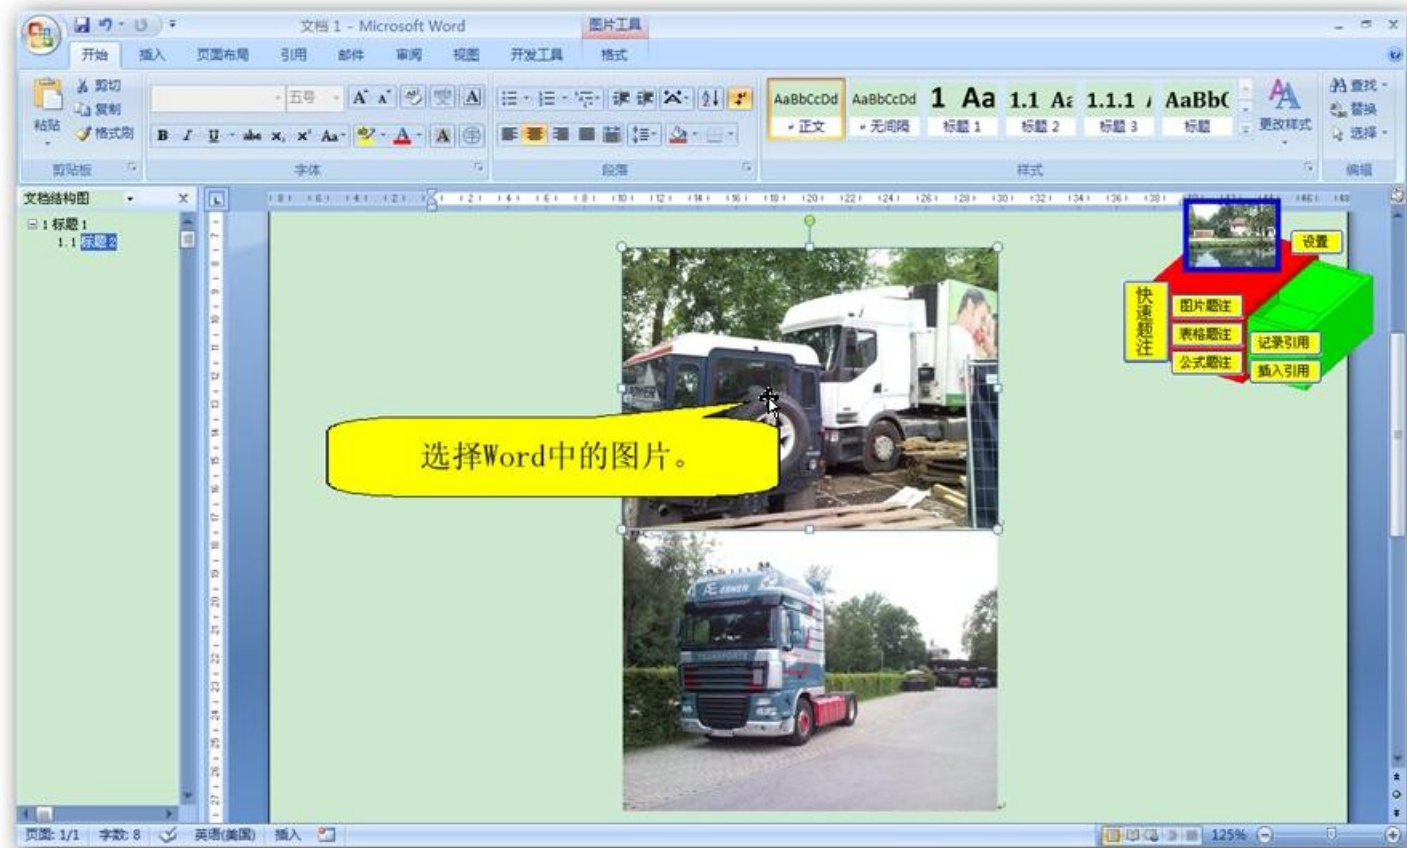 文档 1 - Microsoft Word
图片工具
开始 插入 页面布局 引用 邮件 审阅 视图 开发工具 格式
粘贴
剪切
复制
格式刷
五号
AaBbCcDd AaBbCcDd 1 Aa 1.1 Aa 1.1.1 AaBb(
正文 无间隔 标题 1 标题 2 标题 3 标题
更改样式
查找
替换
选择
剪贴板 字体 段落 样式 编辑
文档结构图
1 标题 1
1.1 标题 2
设置
快速题注
图片题注
表格题注
公式题注
记录引用
插入引用
选择Word中的图片。
EBNER
TRANSPORTE
页面: 1/1 字数: 8 英语(美国) 插入 125%